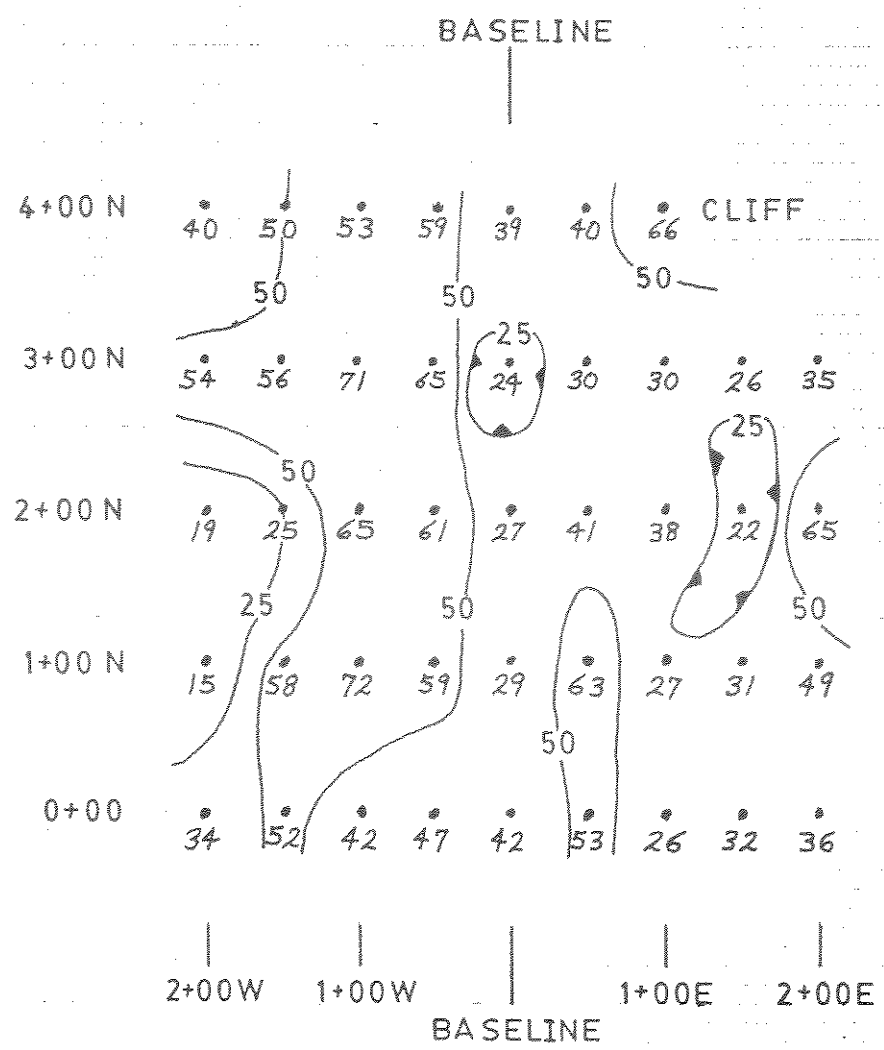 BASELINE
4+00 N 40 50 53 59 39 40 66 CLIFF
50 50 50
25
3+00N 54 56 71 65 24 30 30 26 35
25
50
2+00N 19 25 65 61 27 41 38 22 65
25 50 50
1+00N 15 58 72 59 29 63 27 31 49
50
0+00 34 52 42 47 42 53 26 32 36
2+00W 1+00W 1+00E 2+00E
BASELINE